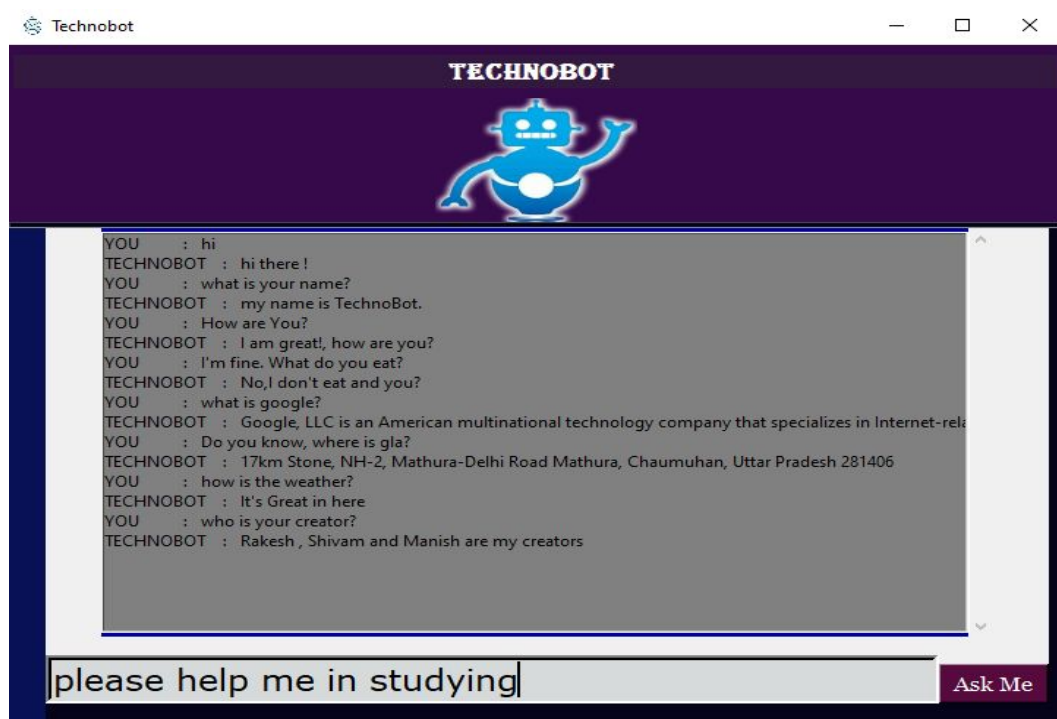 Technobot
TECHNOBOT
YOU : hi
TECHNOBOT : hi there !
YOU : what is your name?
TECHNOBOT : my name is TechnoBot.
YOU : How are You?
TECHNOBOT : I am great!, how are you?
YOU : I'm fine. What do you eat?
TECHNOBOT : No,I don't eat and you?
YOU : what is google?
TECHNOBOT : Google, LLC is an American multinational technology company that specializes in Internet-rela
YOU : Do you know, where is gla?
TECHNOBOT : 17km Stone, NH-2, Mathura-Delhi Road Mathura, Chaumuhan, Uttar Pradesh 281406
YOU : how is the weather?
TECHNOBOT : It's Great in here
YOU : who is your creator?
TECHNOBOT : Rakesh , Shivam and Manish are my creators
please help me in studying
Ask Me